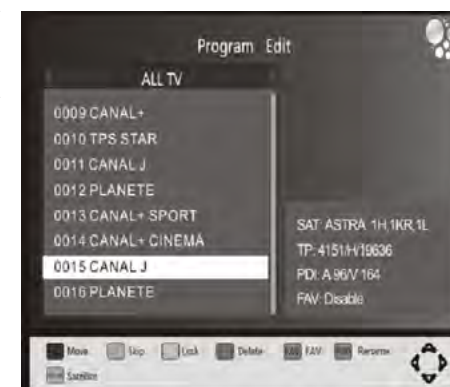 Program Edit
ALL TV
0009 CANAL+
0010 TPS STAR
0011 CANAL J
0012 PLANETE
0013 CANAL+ SPORT
0014 CANAL+ CINEMA
0015 CANAL J
0016 PLANETE
SAT: ASTRA 1H,1KR,1L
TP: 4151/H/19636
PDI: A 96/V 164
FAV: Disable
Move Skip Lock Delete FAV FAV Rename
Satellite